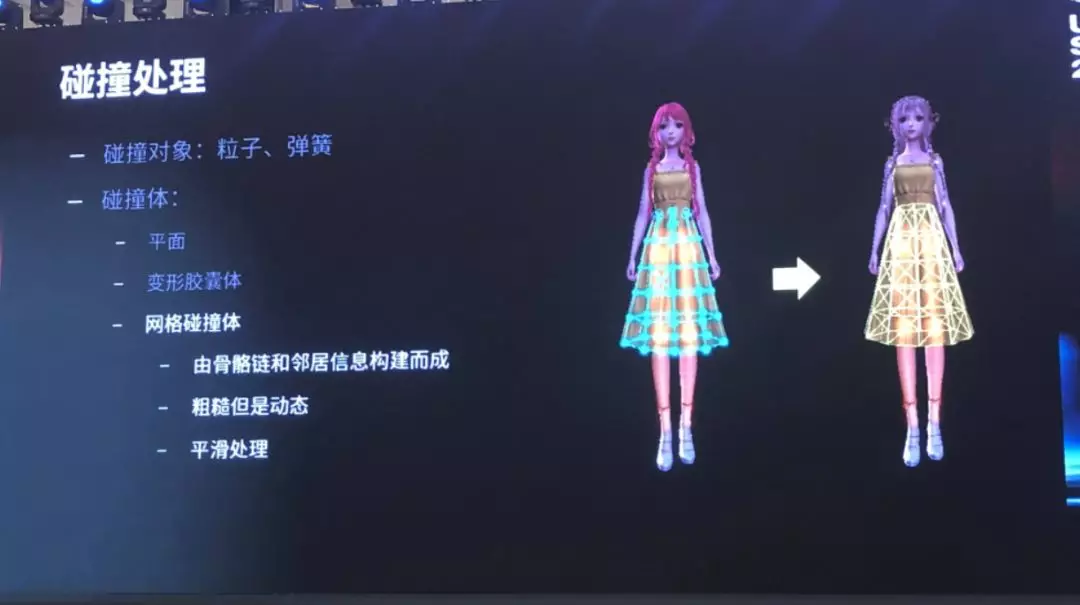 碰撞处理
– 碰撞对象：粒子、弹簧
– 碰撞体：
– 平面
– 变形胶囊体
– 网格碰撞体
– 由骨骼链和邻居信息构建而成
– 粗糙但是动态
– 平滑处理